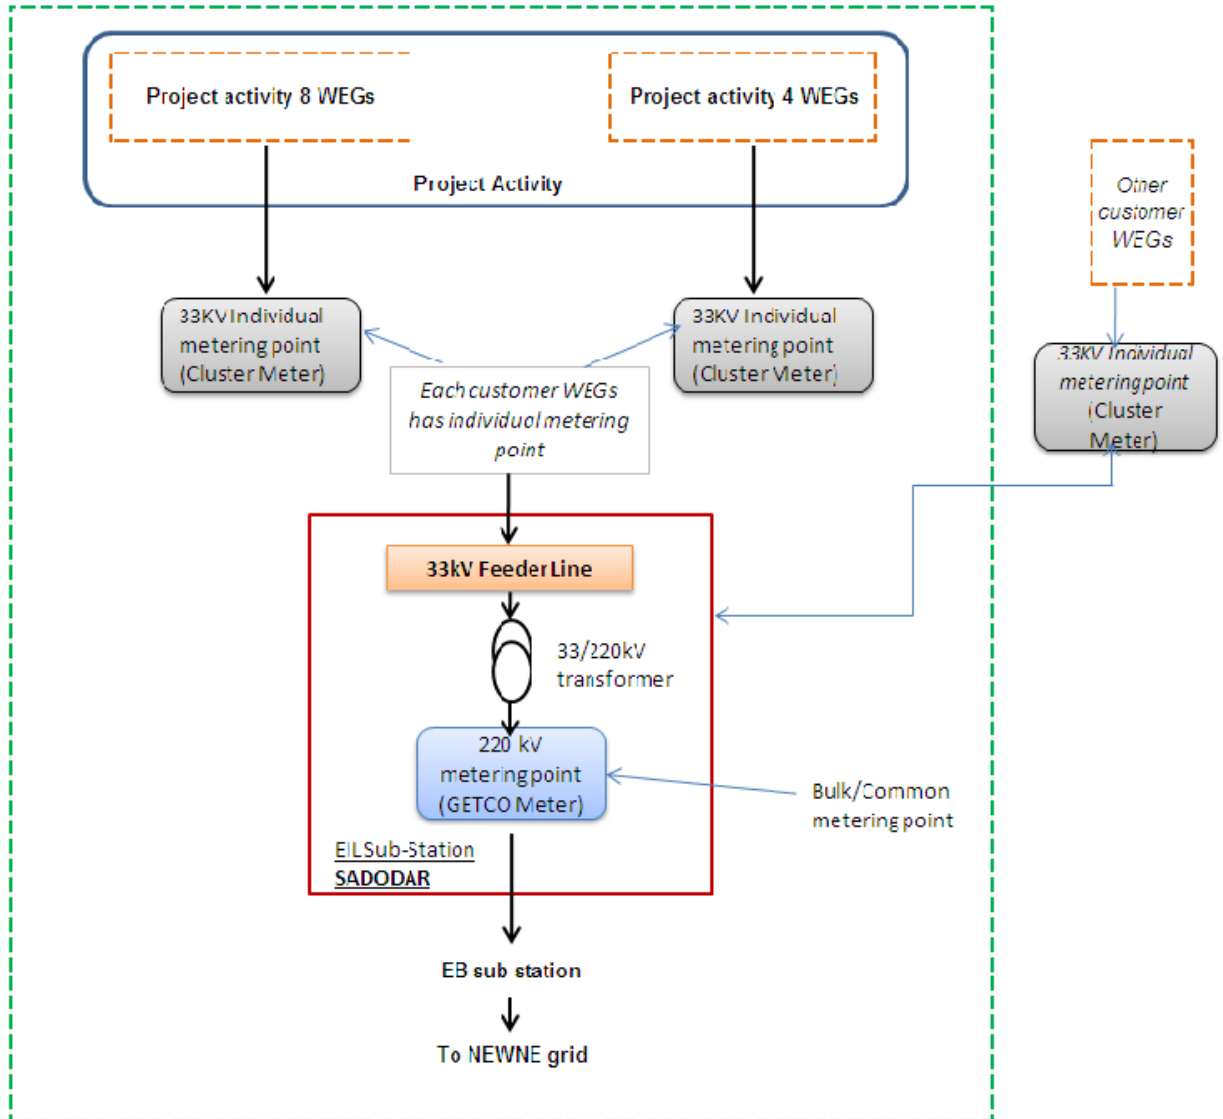 Project activity 8 WEGs
Project activity 4 WEGs
Project Activity
Other
customer
WEGs
33KV Individual
metering point
(Cluster Meter)
33KV Individual
metering point
(Cluster Meter)
33KV Individual
metering point
(Cluster
Meter)
Each customer WEGs
has individual metering
point
33kV Feeder Line
33/220kV
transformer
220 kV
metering point
(GETCO Meter)
Bulk/Common
metering point
EIL Sub-Station
SADODAR
EB sub station
To NEWNE grid